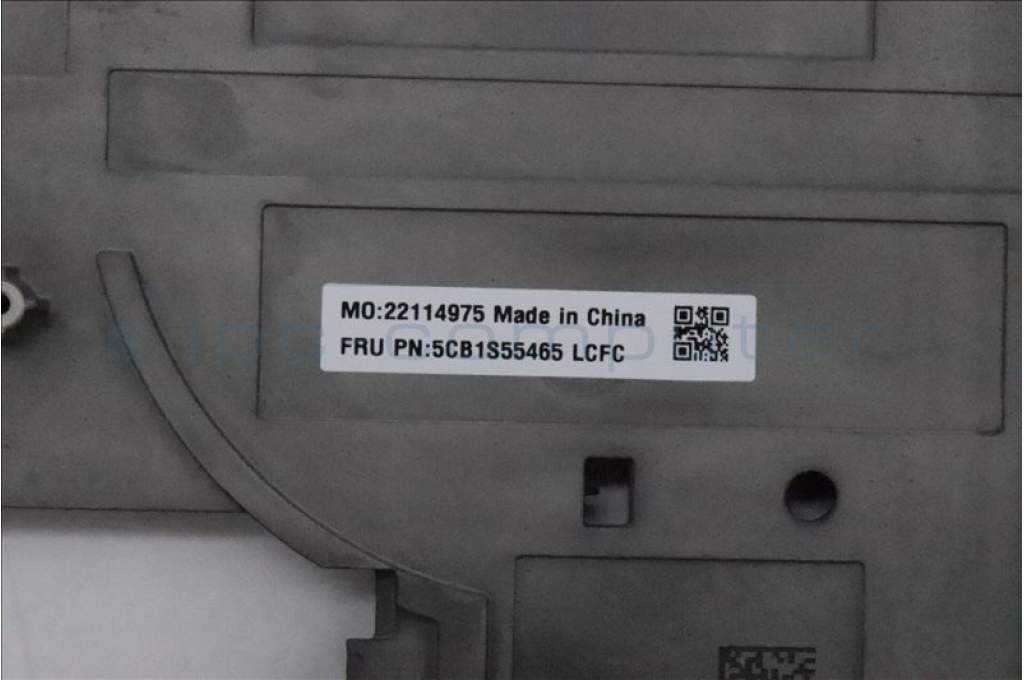 MO:22114975 Made in China
FRU PN:5CB1S55465 LCFC